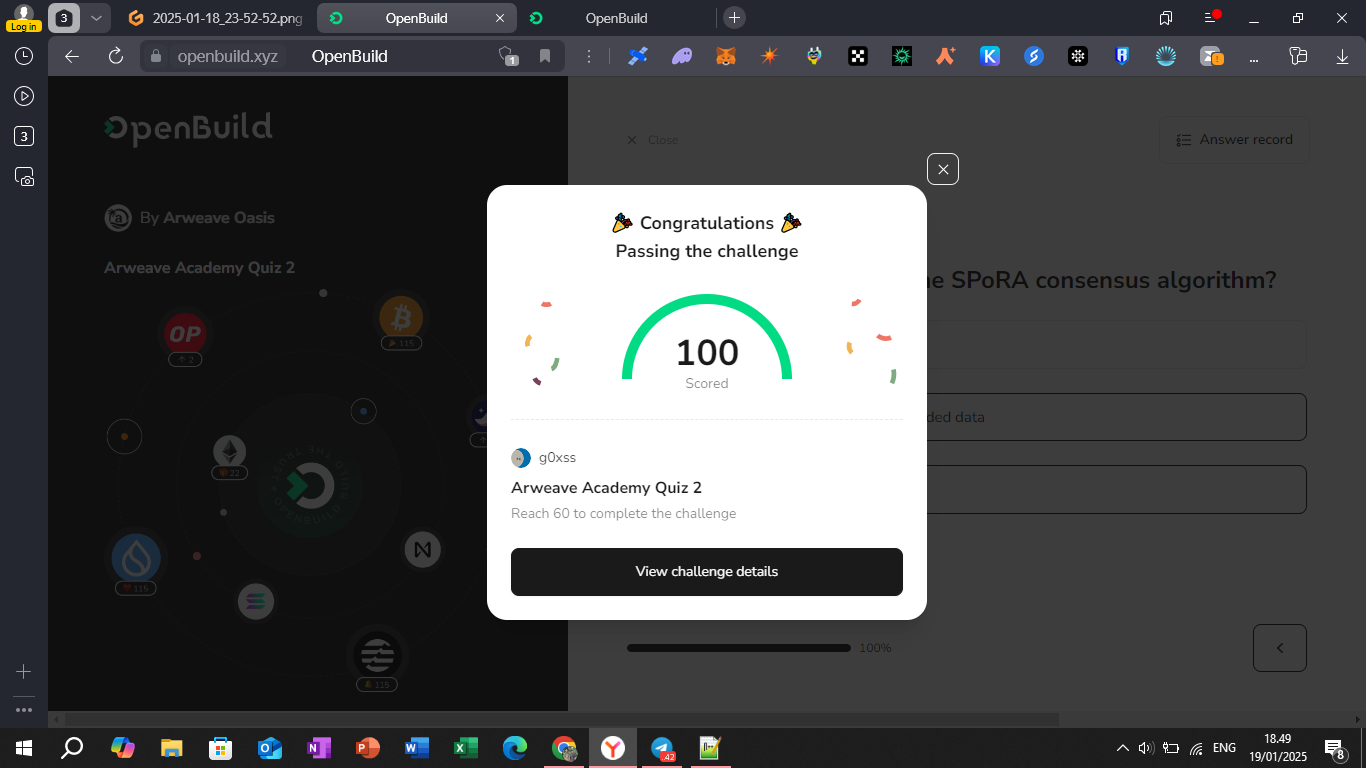 Log in
3
2025-01-18_23-52-52.png
OpenBuild
OpenBuild
openbuild.xyz
OpenBuild
1
3
OpenBuild
By Arweave Oasis
Arweave Academy Quiz 2
OP
2
115
22
115
115
Close
Answer record
e SPoRA consensus algorithm?
ded data
100%
Congratulations
Passing the challenge
100
Scored
g0xss
Arweave Academy Quiz 2
Reach 60 to complete the challenge
View challenge details
42
ENG
18.49
19/01/2025
8